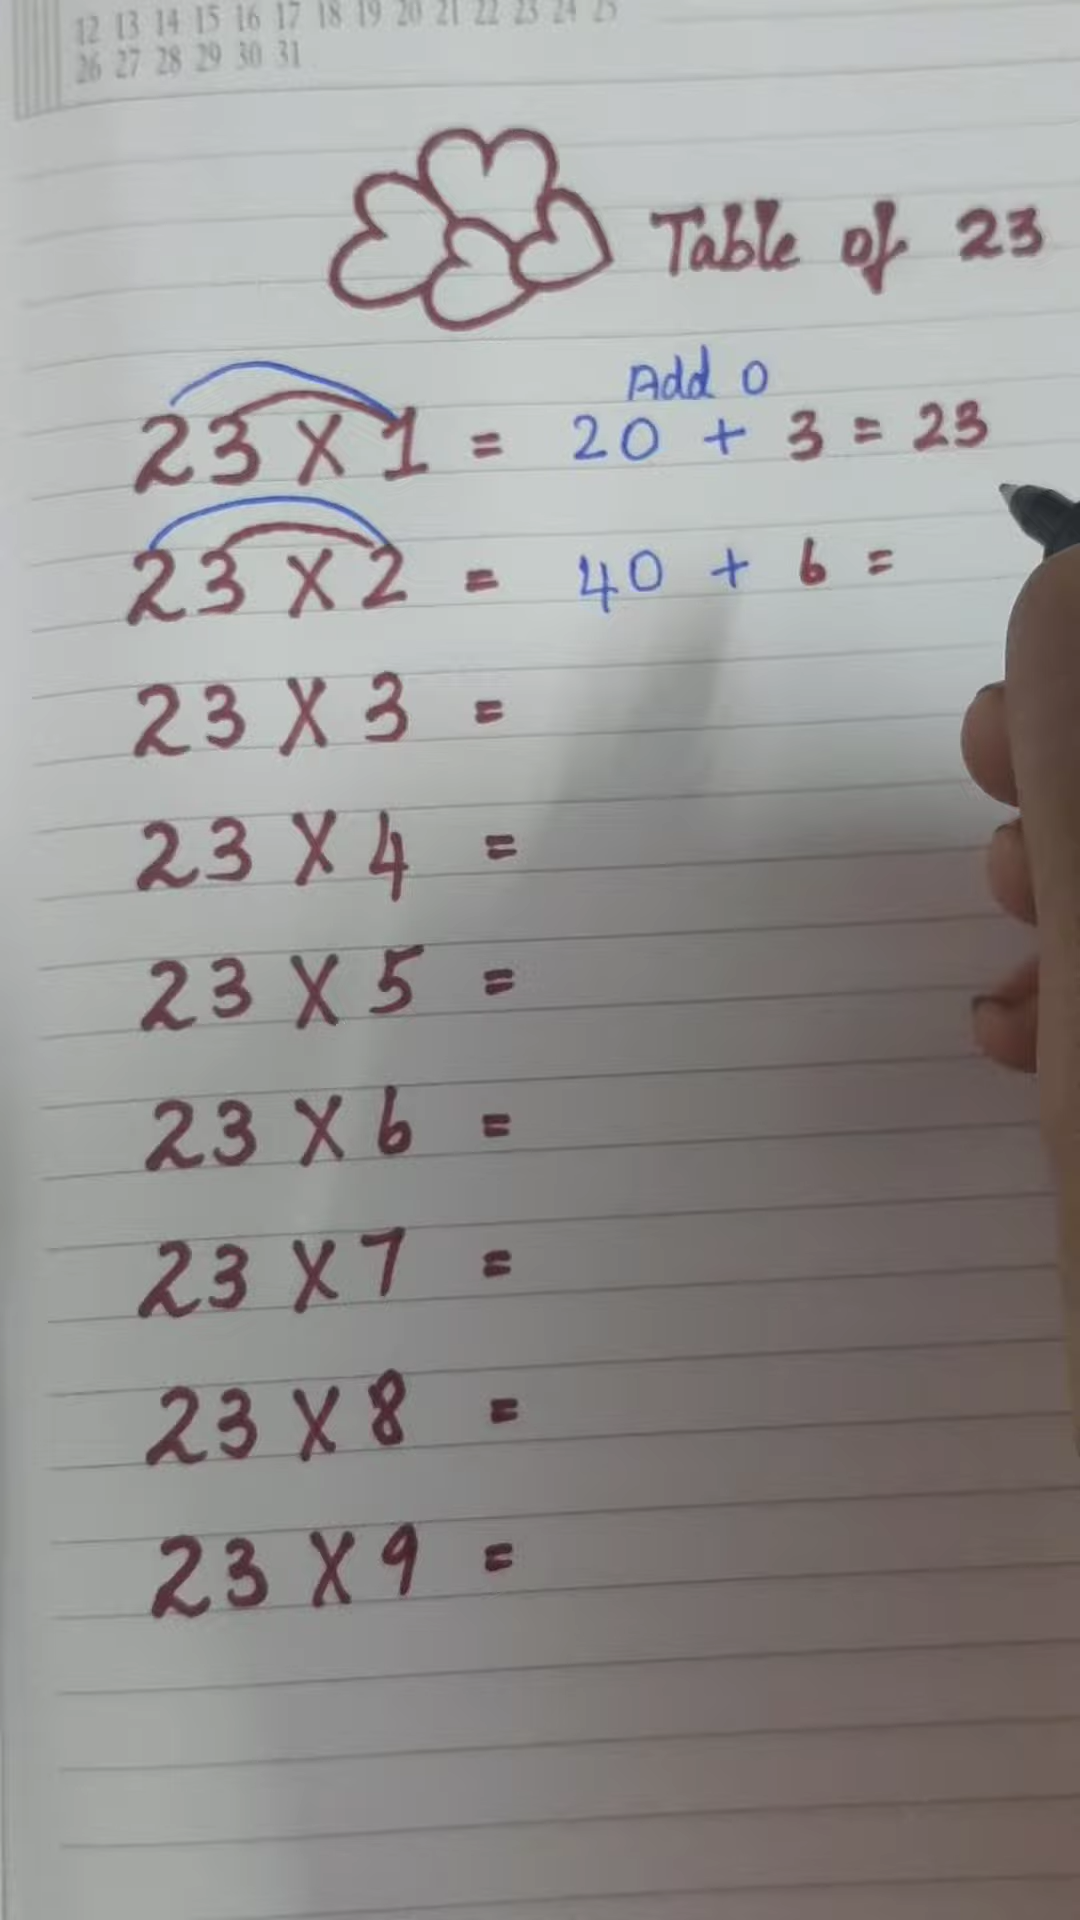 12 13 14 15 16 17 18 19 20 21 22 23 24 25
26 27 28 29 30 31
Table of 23
Add 0
23 X 1 = 20 + 3 = 23
23 X 2 = 40 + 6 =
23 X 3 =
23 X 4 =
23 X 5 =
23 X 6 =
23 X 7 =
23 X 8 =
23 X 9 =